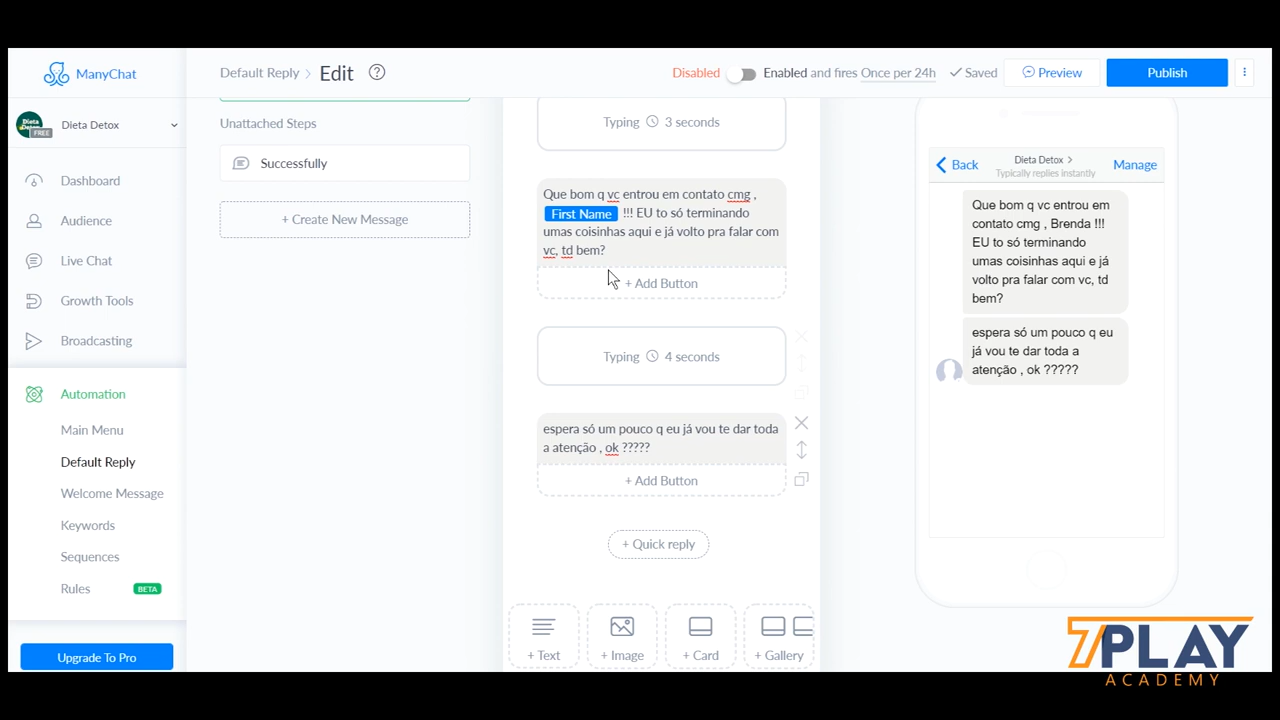 ManyChat
Default Reply > Edit ?
Disabled Enabled and fires Once per 24h Saved Preview Publish
Dieta Detox
FREE
Dashboard
Audience
Live Chat
Growth Tools
Broadcasting
Automation
Main Menu
Default Reply
Welcome Message
Keywords
Sequences
Rules BETA
Upgrade To Pro
Unattached Steps
Successfully
+ Create New Message
Typing 3 seconds
Que bom q vc entrou em contato cmg ,
First Name !!! EU to só terminando
umas coisinhas aqui e já volto pra falar com
vc, td bem?
+ Add Button
Typing 4 seconds
espera só um pouco q eu já vou te dar toda
a atenção , ok ?????
+ Add Button
+ Quick reply
+ Text + Image + Card + Gallery
Back Dieta Detox > Manage
Typically replies instantly
Que bom q vc entrou em
contato cmg , Brenda !!!
EU to só terminando
umas coisinhas aqui e já
volto pra falar com vc, td
bem?
espera só um pouco q eu
já vou te dar toda a
atenção , ok ?????
7PLAY
ACADEMY